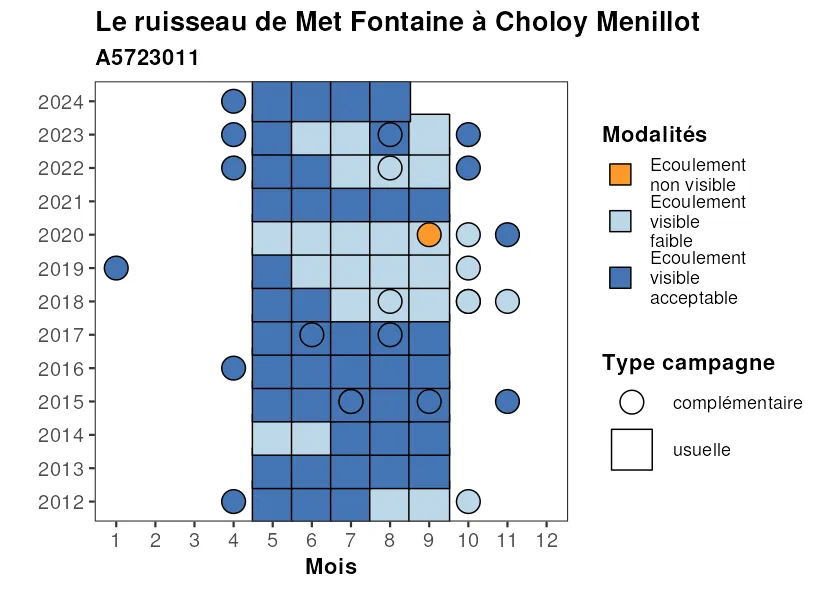 Le ruisseau de Met Fontaine à Choloy Menillot
A5723011
2024
2023
2022
2021
2020
2019
2018
2017
2016
2015
2014
2013
2012
1 2 3 4 5 6 7 8 9 10 11 12
Mois
Modalités
Ecoulement
non visible
Ecoulement
visible
faible
Ecoulement
visible
acceptable
Type campagne
complémentaire
usuelle